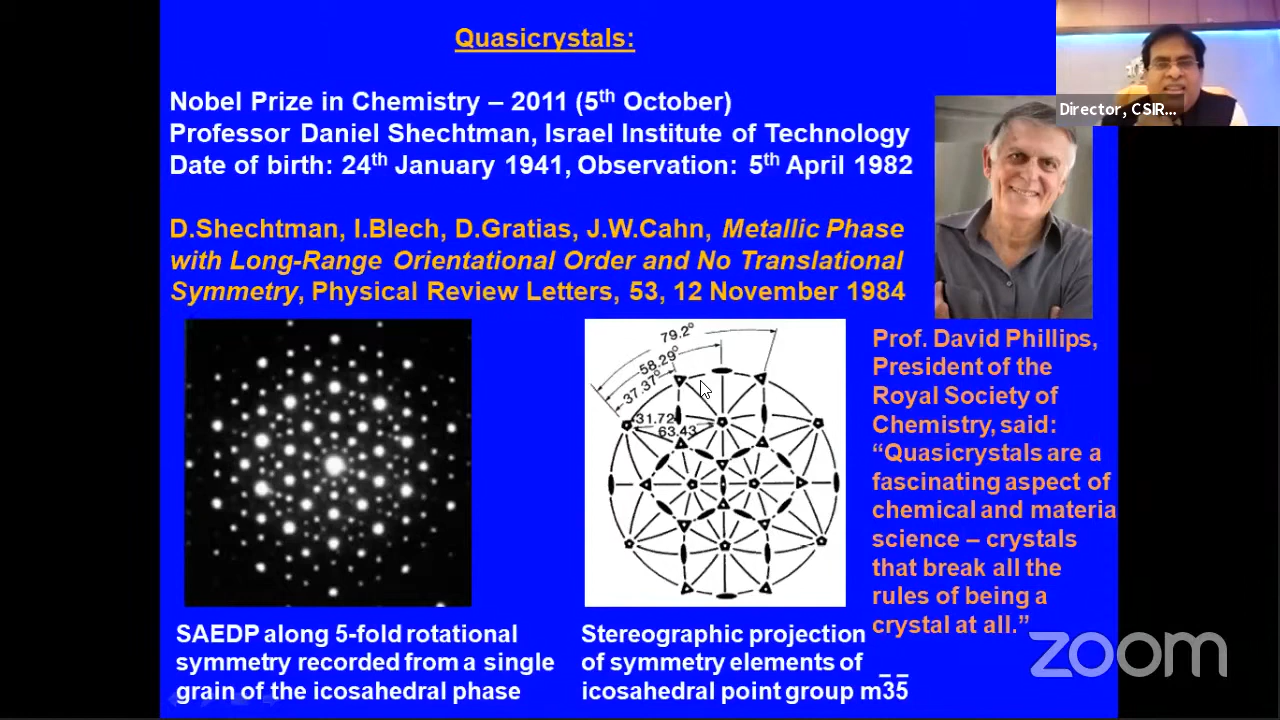 Quasicrystals:
Nobel Prize in Chemistry – 2011 (5th October)
Professor Daniel Shechtman, Israel Institute of Technology
Date of birth: 24th January 1941, Observation: 5th April 1982
D.Shechtman, I.Blech, D.Gratias, J.W.Cahn, Metallic Phase
with Long-Range Orientational Order and No Translational
Symmetry, Physical Review Letters, 53, 12 November 1984
Director, CSIR...
79.2°
58.29°
37.37°
31.72
63.43
Prof. David Phillips,
President of the
Royal Society of
Chemistry, said:
“Quasicrystals are a
fascinating aspect of
chemical and materia
science – crystals
that break all the
rules of being a
crystal at all.”
SAEDP along 5-fold rotational
symmetry recorded from a single
grain of the icosahedral phase
Stereographic projection
of symmetry elements of
icosahedral point group m3̅5̅
zoom